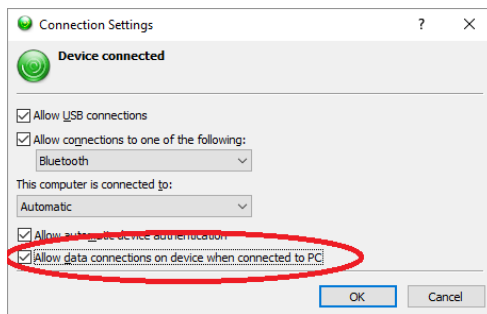 Connection Settings
?
Device connected
Allow USB connections
Allow connections to one of the following:
Bluetooth
This computer is connected to:
Automatic
Allow automatic device authentication
Allow data connections on device when connected to PC
OK
Cancel